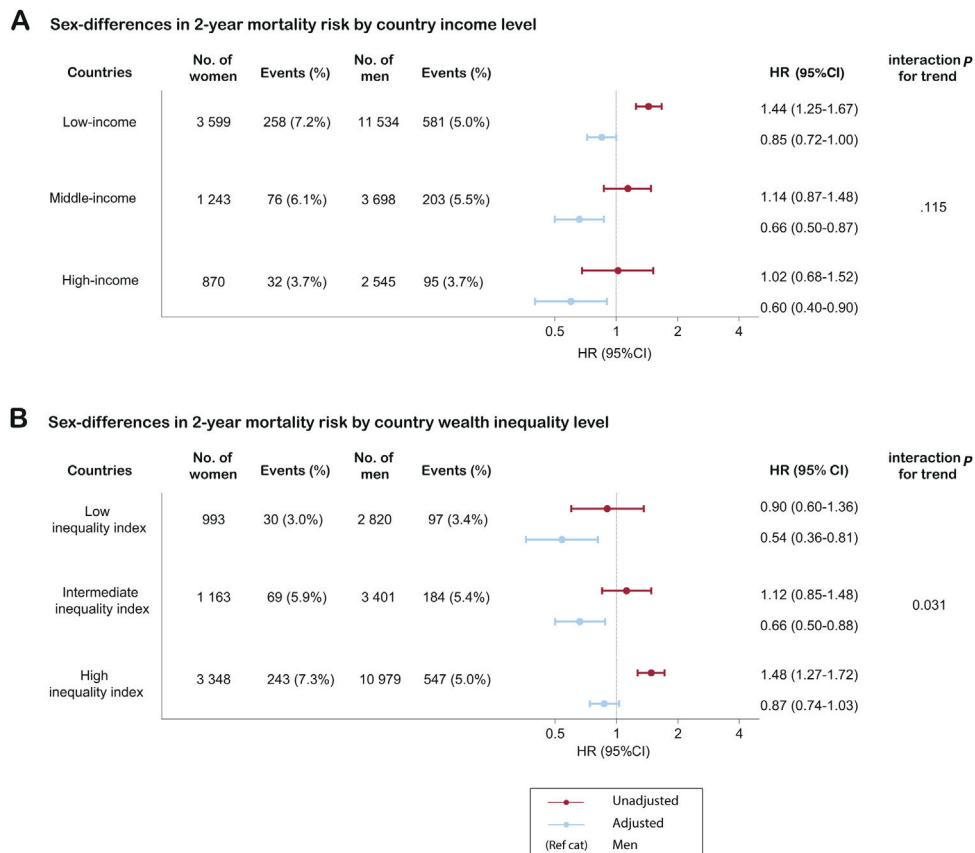 A Sex-differences in 2-year mortality risk by country income level
Countries No. of women Events (%) No. of men Events (%) HR (95%CI) interaction P for trend
Low-income 3 599 258 (7.2%) 11 534 581 (5.0%) 1.44 (1.25-1.67)
0.85 (0.72-1.00)
Middle-income 1 243 76 (6.1%) 3 698 203 (5.5%) 1.14 (0.87-1.48)
.115
0.66 (0.50-0.87)
High-income 870 32 (3.7%) 2 545 95 (3.7%) 1.02 (0.68-1.52)
0.60 (0.40-0.90)
0.5 1 2 4
HR (95%CI)
B Sex-differences in 2-year mortality risk by country wealth inequality level
Countries No. of women Events (%) No. of men Events (%) HR (95% CI) interaction P for trend
Low inequality index 993 30 (3.0%) 2 820 97 (3.4%) 0.90 (0.60-1.36)
0.54 (0.36-0.81)
Intermediate inequality index 1 163 69 (5.9%) 3 401 184 (5.4%) 1.12 (0.85-1.48)
0.031
0.66 (0.50-0.88)
High inequality index 3 348 243 (7.3%) 10 979 547 (5.0%) 1.48 (1.27-1.72)
0.87 (0.74-1.03)
0.5 1 2 4
HR (95%CI)
Unadjusted
Adjusted
(Ref cat) Men